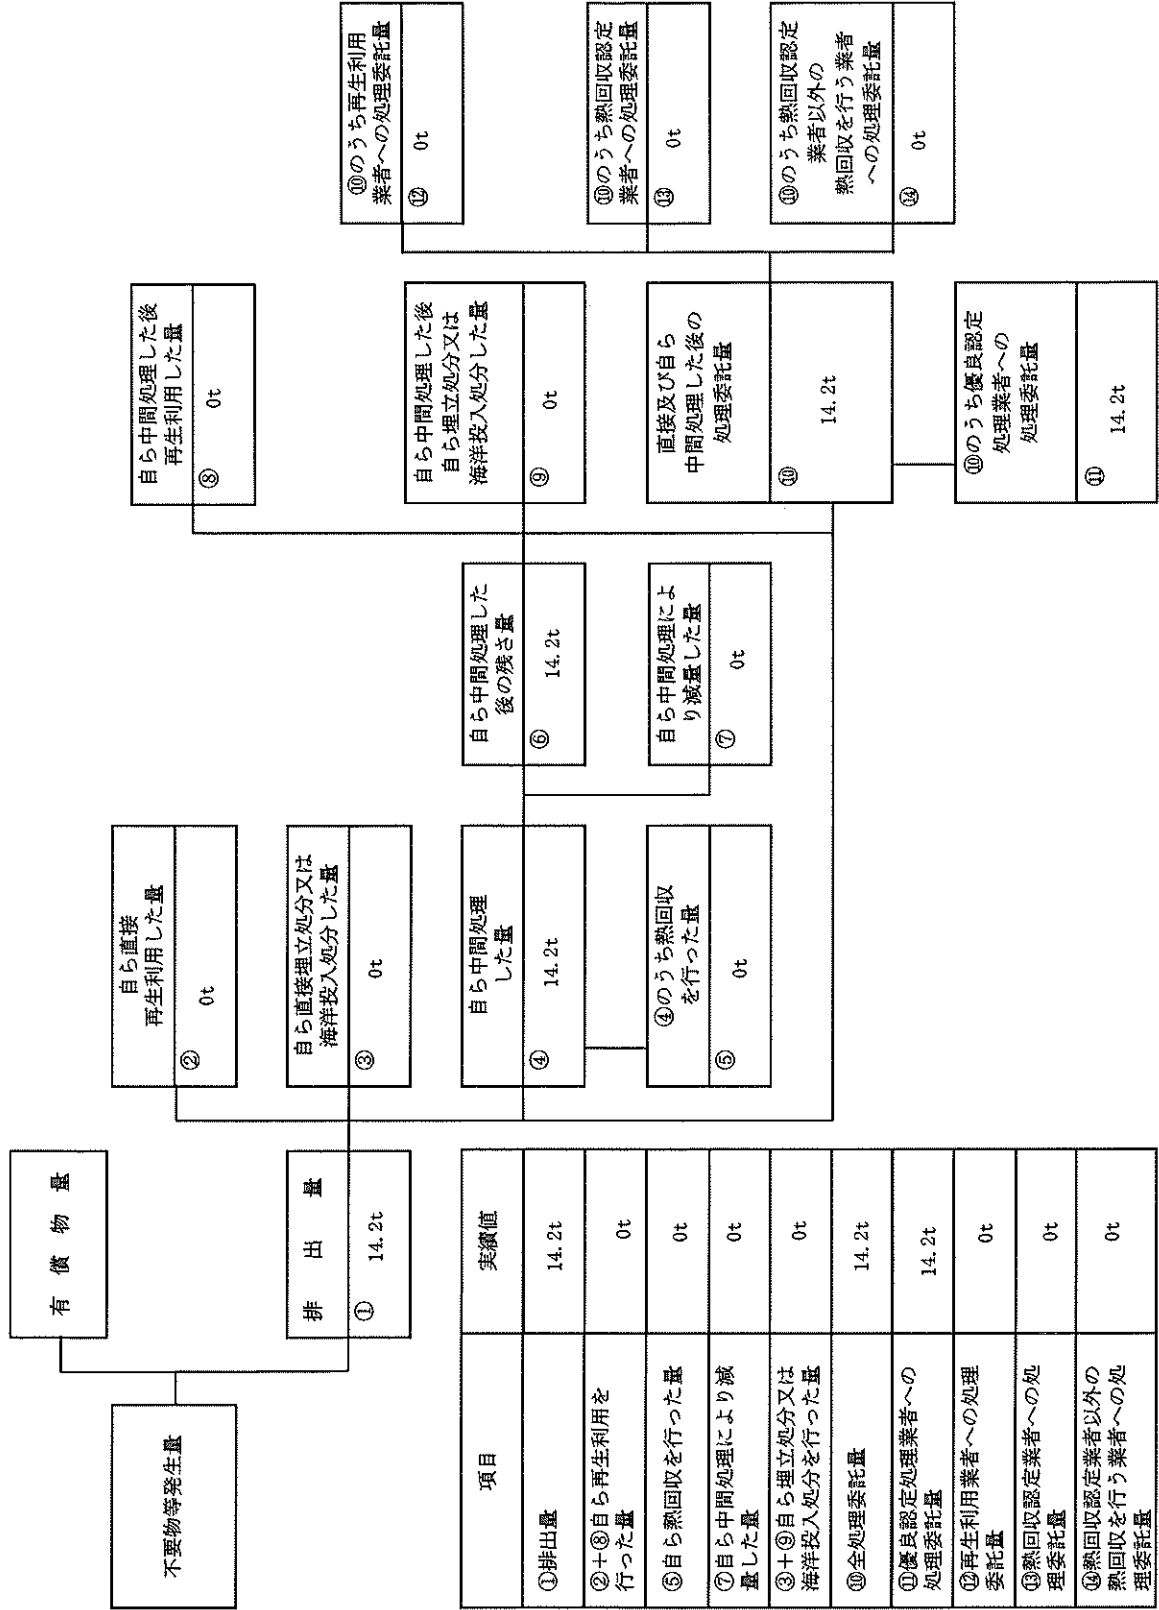 有償物量
不要物等発生量
排出量
① 14.2t
自ら直接
再生利用した量
② 0t
自ら直接埋立処分又は
海洋投入処分した量
③ 0t
自ら中間処理
した量
④ 14.2t
④のうち熱回収
を行った量
⑤ 0t
自ら中間処理した
後の残さ量
⑥ 14.2t
自ら中間処理によ
り減量した量
⑦ 0t
自ら中間処理した後
再生利用した量
⑧ 0t
自ら中間処理した後
自ら埋立処分又は
海洋投入処分した量
⑨ 0t
直接及び自ら
中間処理した後の
処理委託量
⑩ 14.2t
⑩のうち優良認定
処理業者への
処理委託量
⑪ 14.2t
⑩のうち再生利用
業者への処理委託量
⑫ 0t
⑩のうち熱回収認定
業者への処理委託量
⑬ 0t
⑩のうち熱回収認定
業者以外の
熱回収を行う業者
への処理委託量
⑭ 0t
項目 実績値
①排出量 14.2t
②+⑧自ら再生利用を
行った量 0t
⑤自ら熱回収を行った量 0t
⑦自ら中間処理により減
量した量 0t
③+⑨自ら埋立処分又は
海洋投入処分を行った量 0t
⑩全処理委託量 14.2t
⑪優良認定処理業者への
処理委託量 14.2t
⑫再生利用業者への処理
委託量 0t
⑬熱回収認定業者への処
理委託量 0t
⑭熱回収認定業者以外の
熱回収を行う業者への処
理委託量 0t